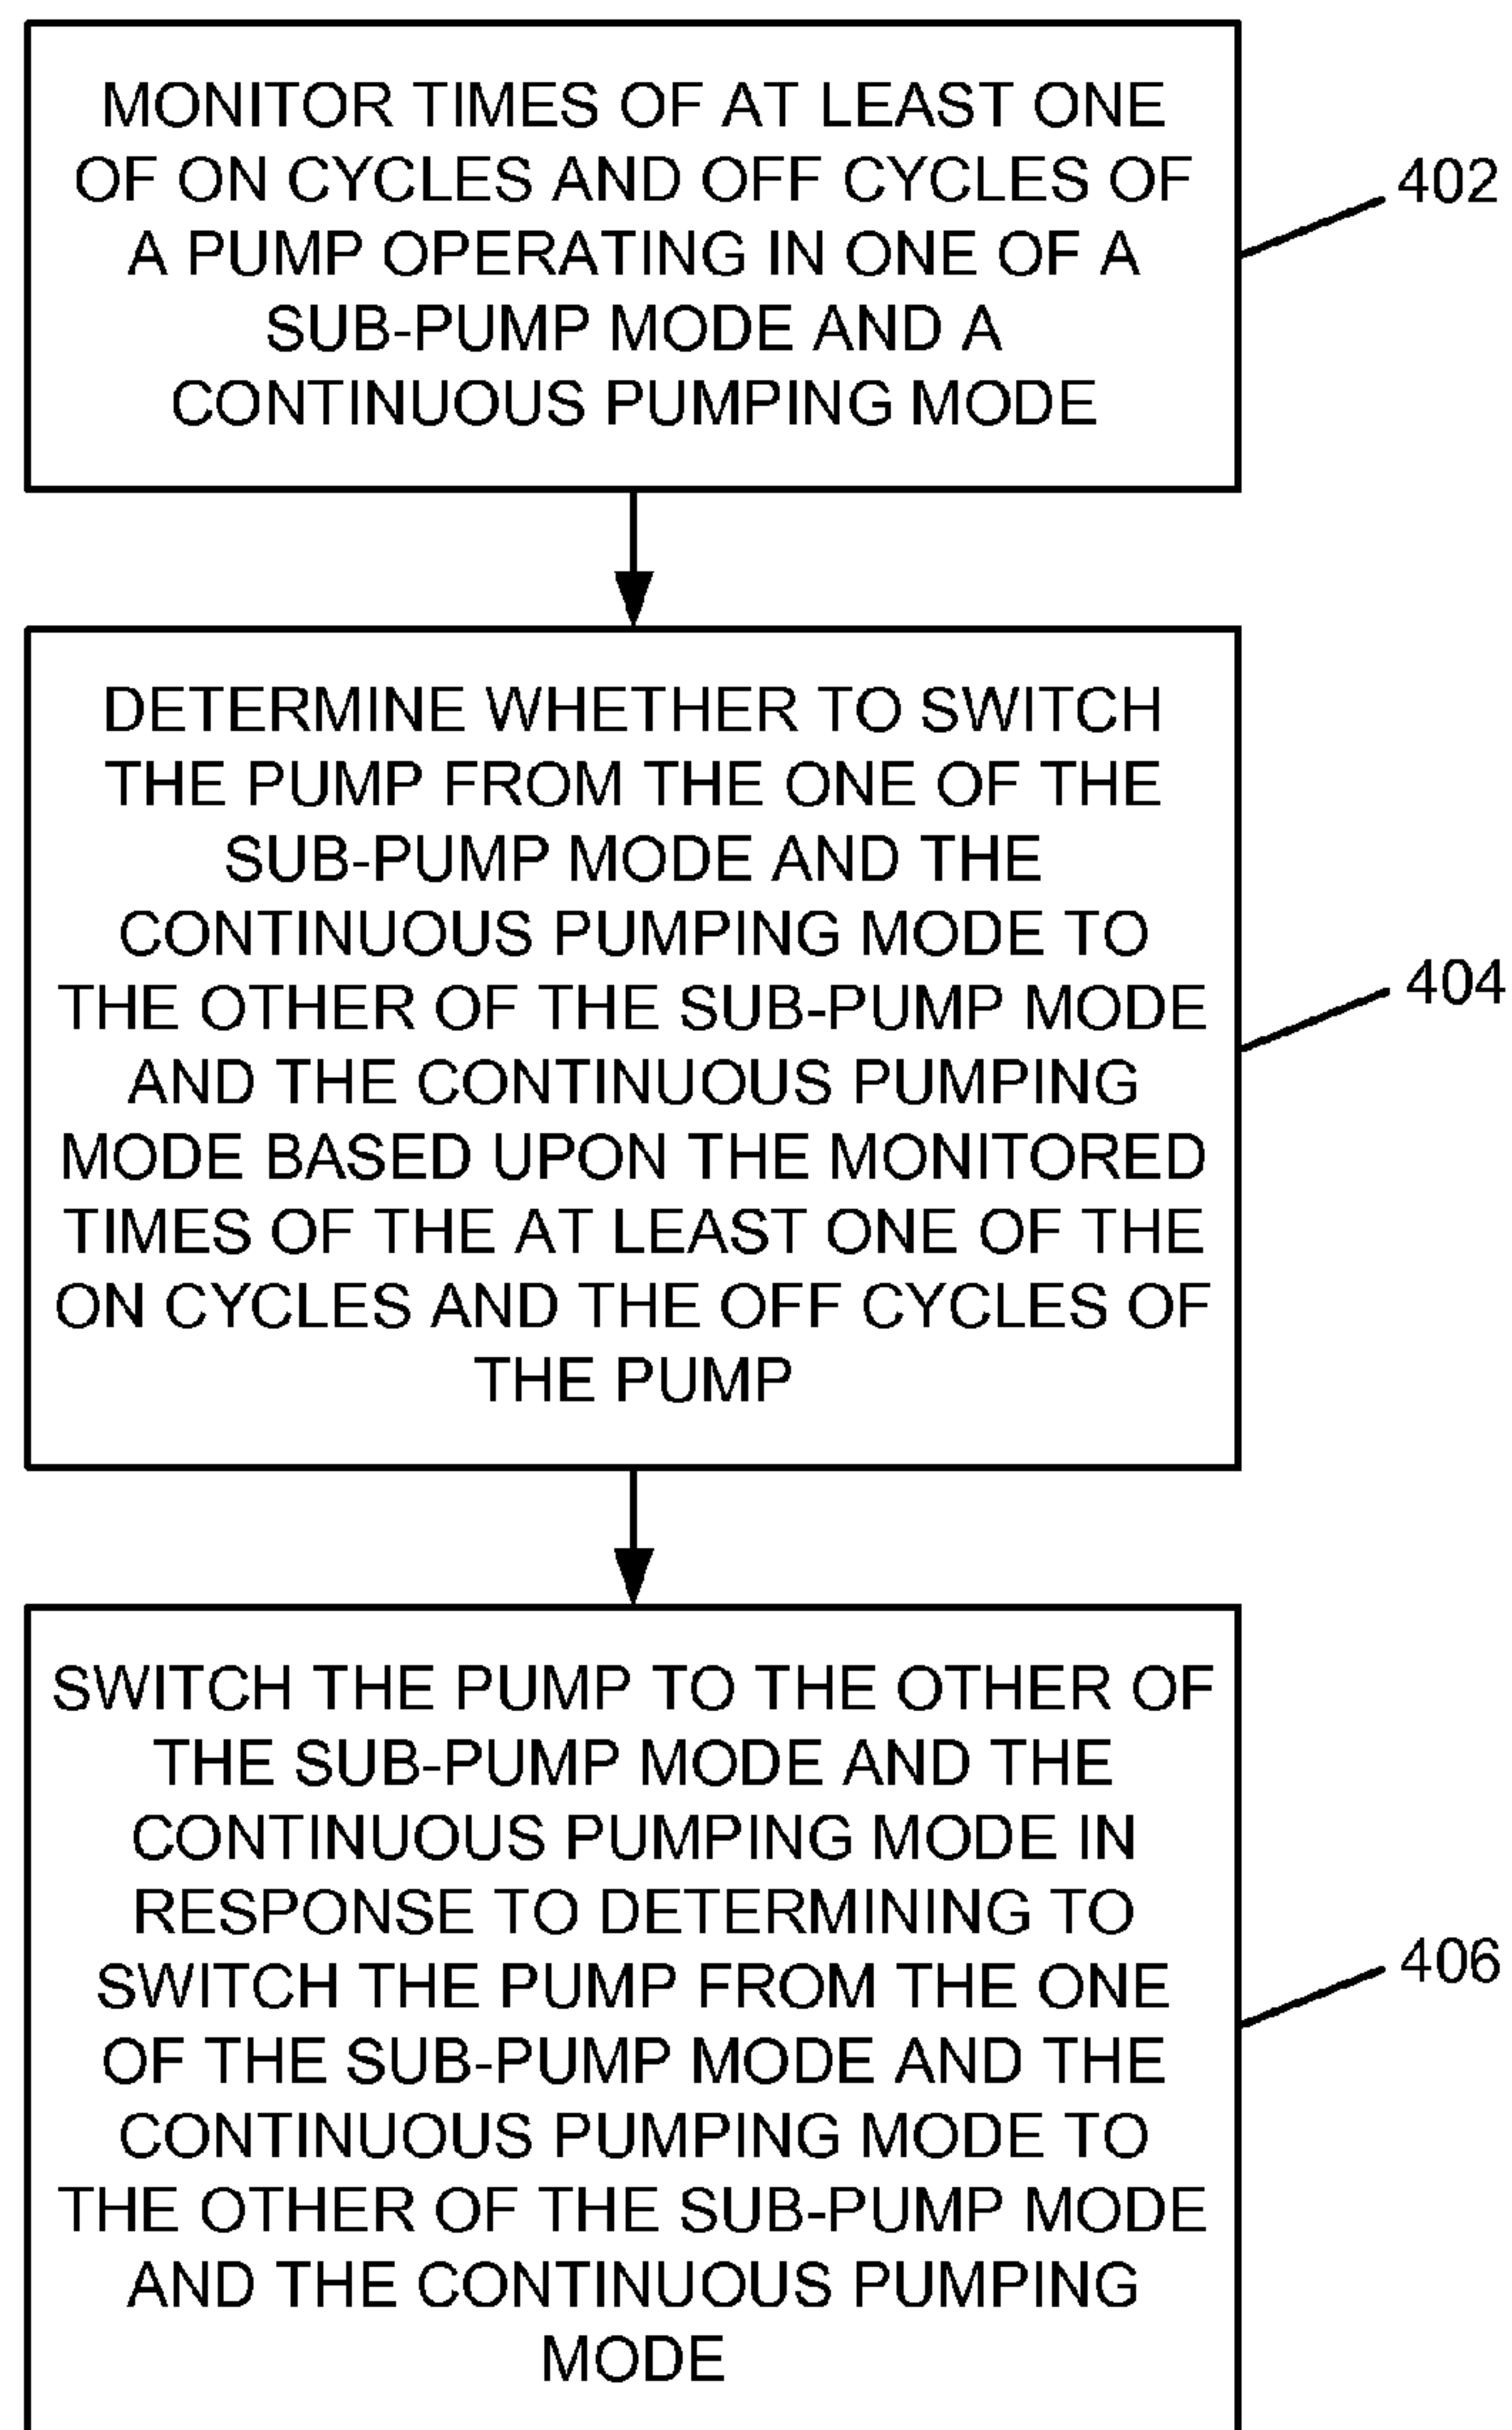 MONITOR TIMES OF AT LEAST ONE
OF ON CYCLES AND OFF CYCLES OF
A PUMP OPERATING IN ONE OF A
SUB-PUMP MODE AND A
CONTINUOUS PUMPING MODE
402
DETERMINE WHETHER TO SWITCH
THE PUMP FROM THE ONE OF THE
SUB-PUMP MODE AND THE
CONTINUOUS PUMPING MODE TO
THE OTHER OF THE SUB-PUMP MODE
AND THE CONTINUOUS PUMPING
MODE BASED UPON THE MONITORED
TIMES OF THE AT LEAST ONE OF THE
ON CYCLES AND THE OFF CYCLES OF
THE PUMP
404
SWITCH THE PUMP TO THE OTHER OF
THE SUB-PUMP MODE AND THE
CONTINUOUS PUMPING MODE IN
RESPONSE TO DETERMINING TO
SWITCH THE PUMP FROM THE ONE
OF THE SUB-PUMP MODE AND THE
CONTINUOUS PUMPING MODE TO
THE OTHER OF THE SUB-PUMP MODE
AND THE CONTINUOUS PUMPING
MODE
406